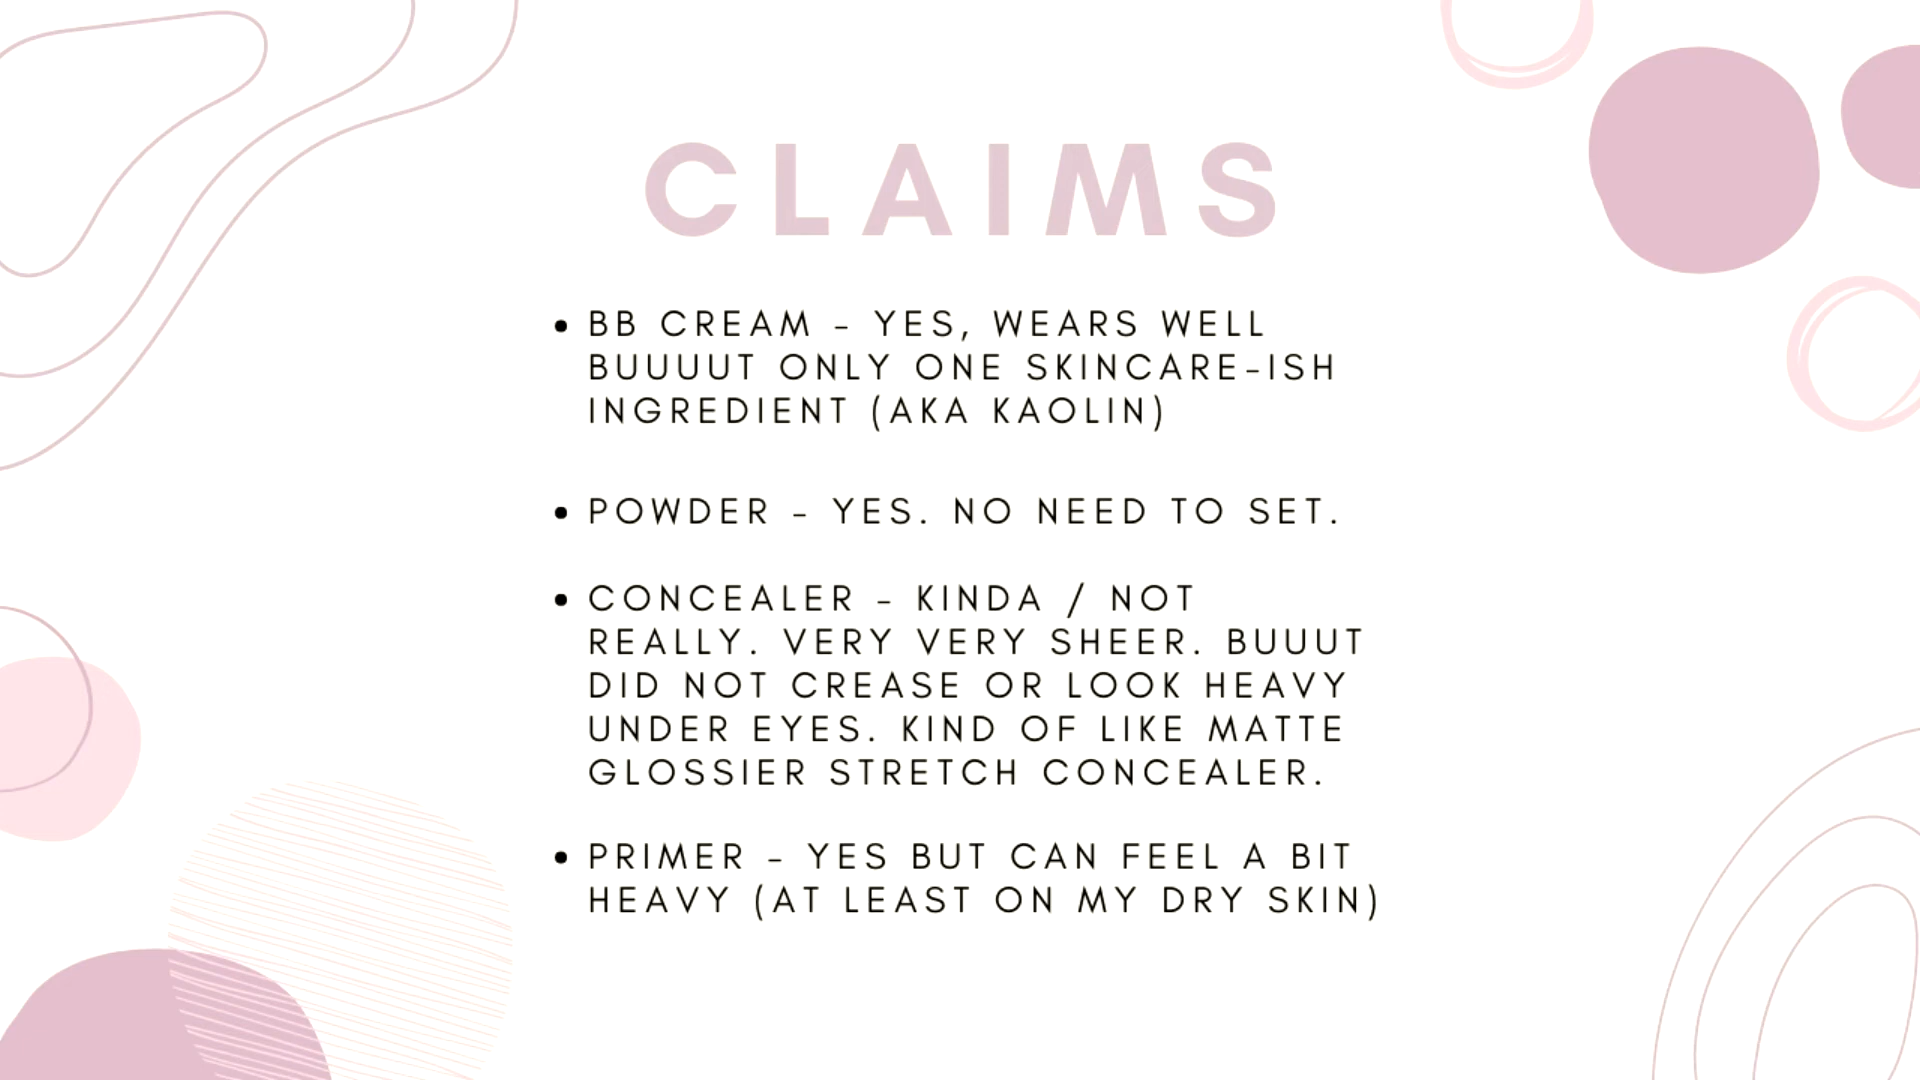 CLAIMS
• BB CREAM - YES, WEARS WELL
BUUUUT ONLY ONE SKINCARE-ISH
INGREDIENT (AKA KAOLIN)
• POWDER - YES. NO NEED TO SET.
• CONCEALER - KINDA / NOT
REALLY. VERY VERY SHEER. BUUUT
DID NOT CREASE OR LOOK HEAVY
UNDER EYES. KIND OF LIKE MATTE
GLOSSIER STRETCH CONCEALER.
• PRIMER - YES BUT CAN FEEL A BIT
HEAVY (AT LEAST ON MY DRY SKIN)